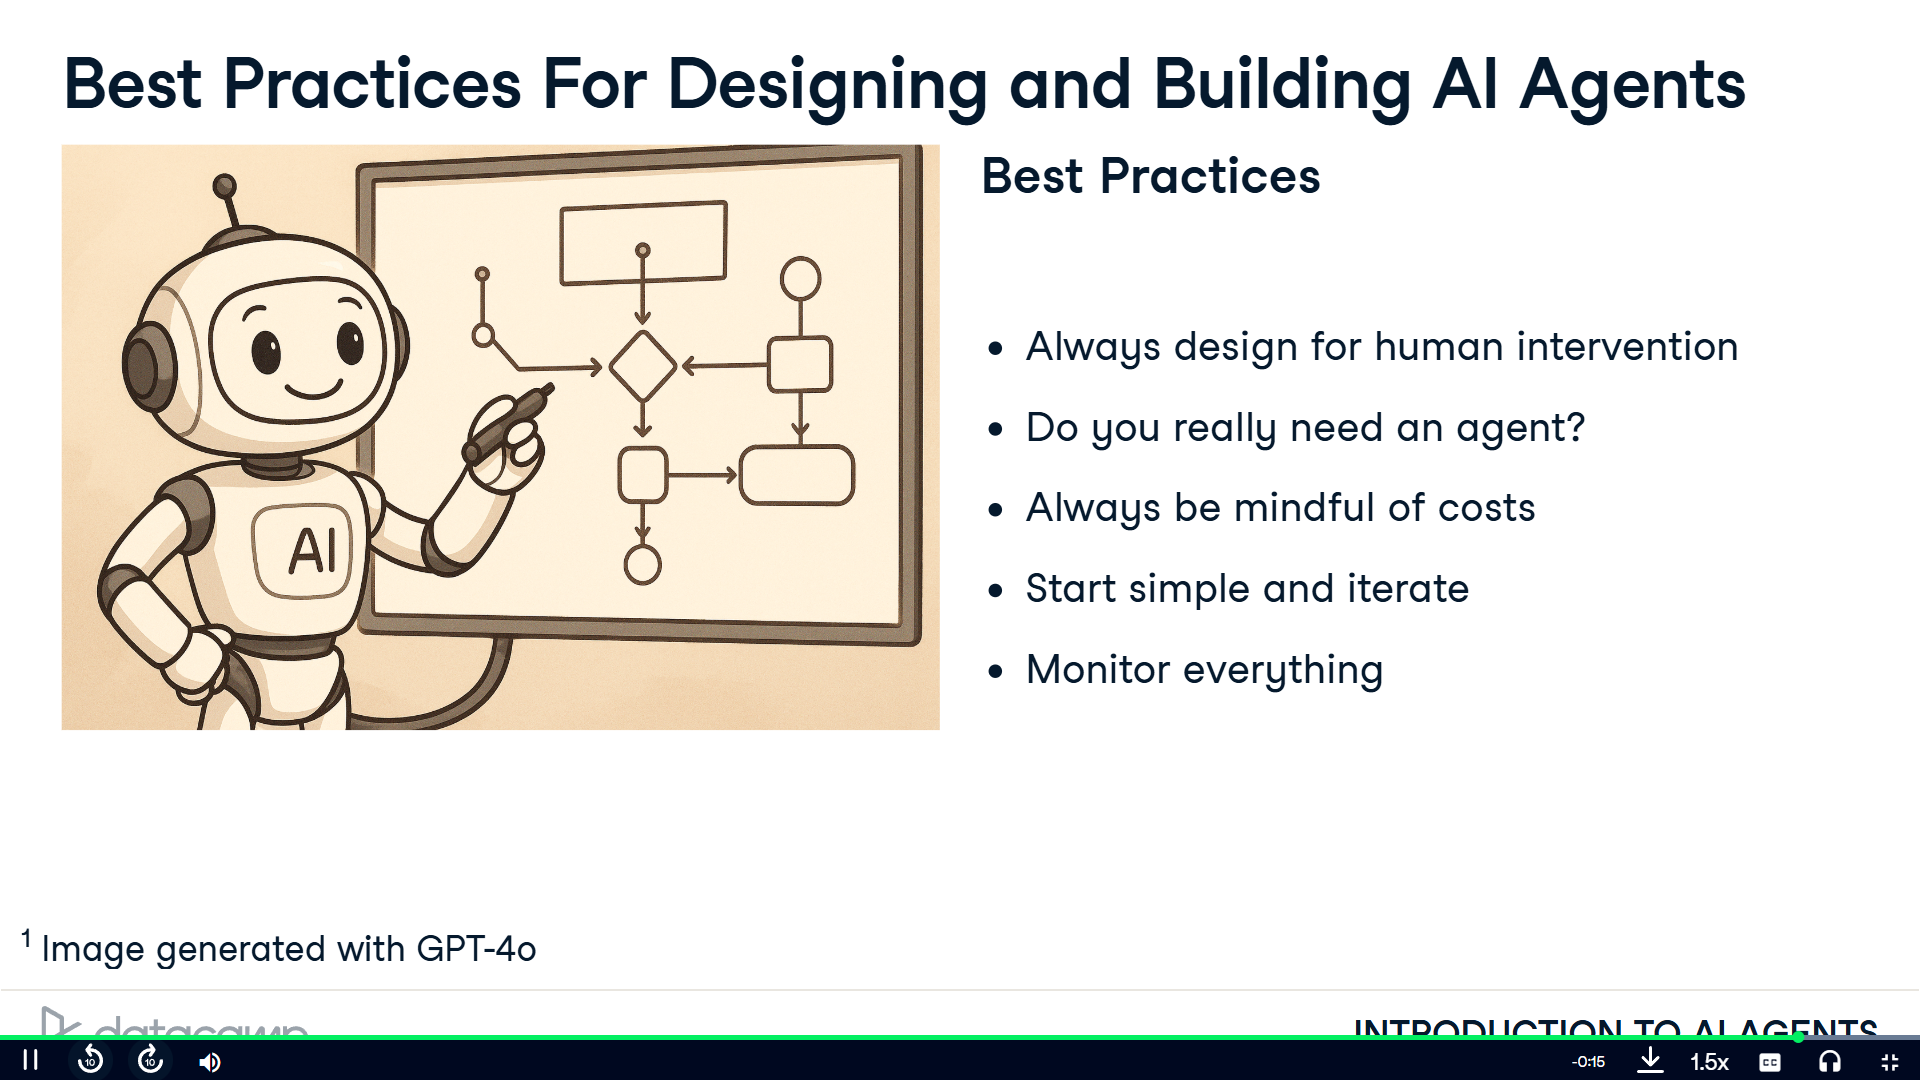 Best Practices For Designing and Building AI Agents
AI
Best Practices
• Always design for human intervention
• Do you really need an agent?
• Always be mindful of costs
• Start simple and iterate
• Monitor everything
1 Image generated with GPT-4o
datacamp
INTRODUCTION TO AI AGENTS
10
10
-0:15
1.5x
CC